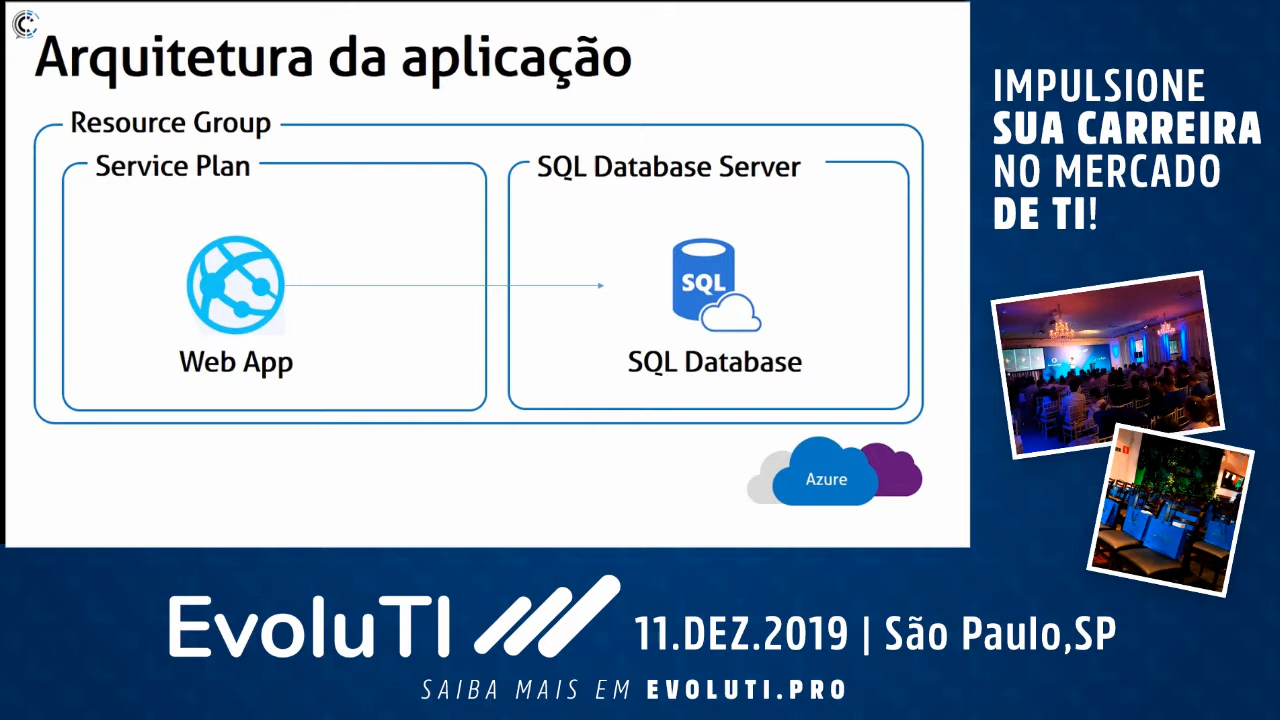 Arquitetura da aplicação
Resource Group
Service Plan
SQL Database Server
SQL
Web App
SQL Database
Azure
IMPULSIONE
SUA CARREIRA
NO MERCADO
DE TI!
EvoluTI
11.DEZ.2019 | São Paulo,SP
SAIBA MAIS EM EVOLUTI.PRO